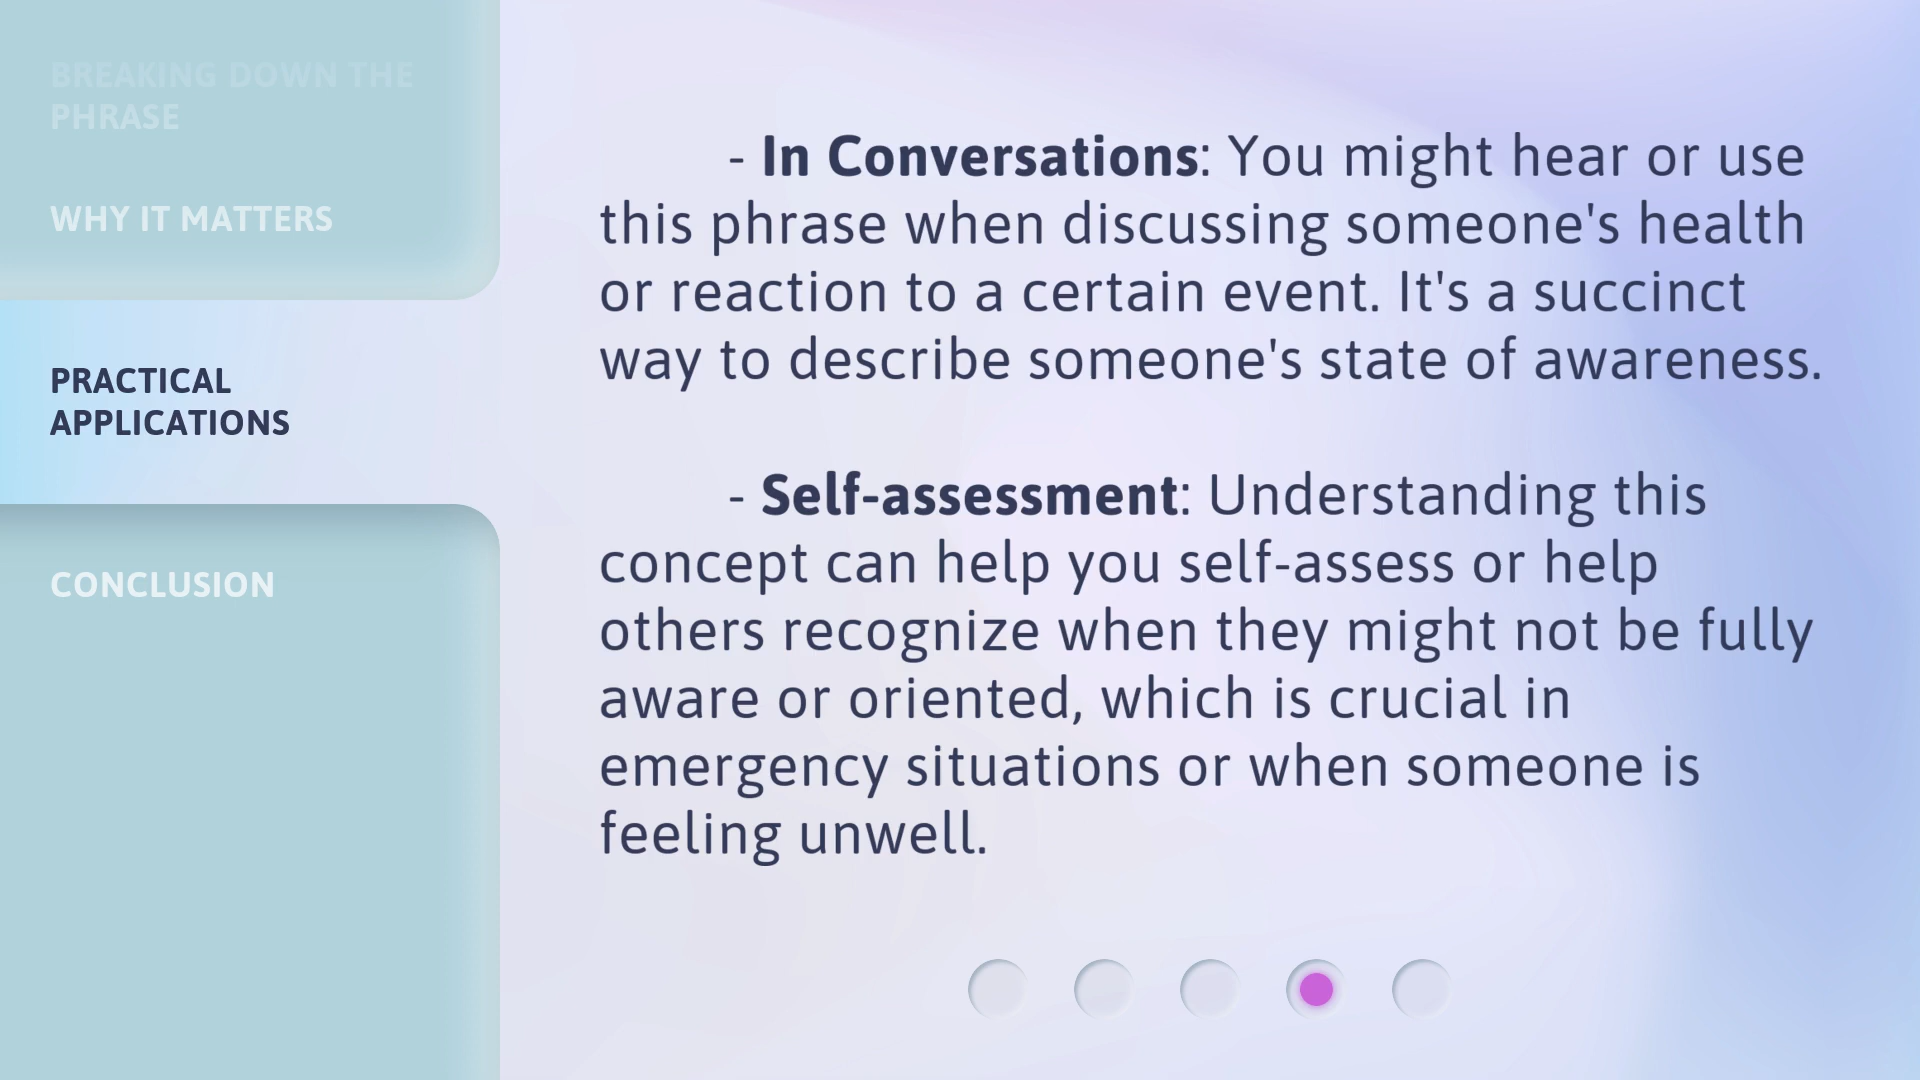 BREAKING DOWN THE
PHRASE
WHY IT MATTERS
PRACTICAL
APPLICATIONS
CONCLUSION
- In Conversations: You might hear or use
this phrase when discussing someone's health
or reaction to a certain event. It's a succinct
way to describe someone's state of awareness.
- Self-assessment: Understanding this
concept can help you self-assess or help
others recognize when they might not be fully
aware or oriented, which is crucial in
emergency situations or when someone is
feeling unwell.